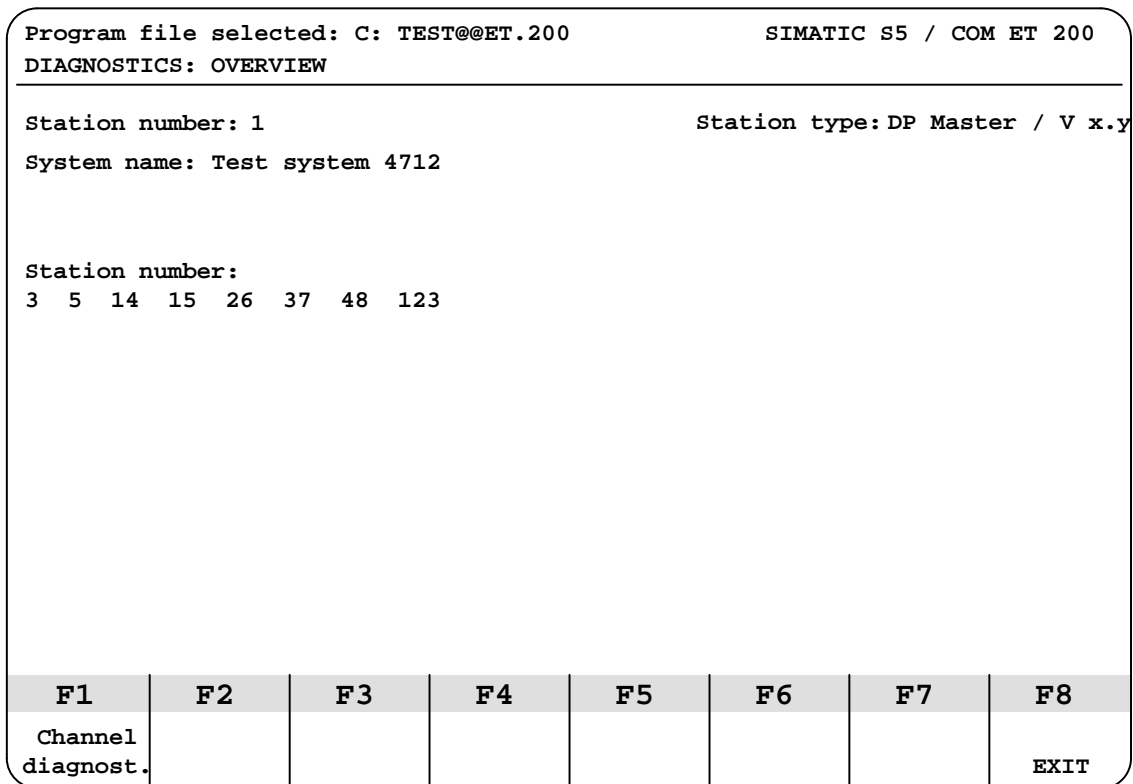 Program file selected: C: TEST@@ET.200 SIMATIC S5 / COM ET 200
DIAGNOSTICS: OVERVIEW
Station number: 1 Station type: DP Master / V x.y
System name: Test system 4712
Station number:
3 5 14 15 26 37 48 123
F1 F2 F3 F4 F5 F6 F7 F8
Channel
diagnost. EXIT